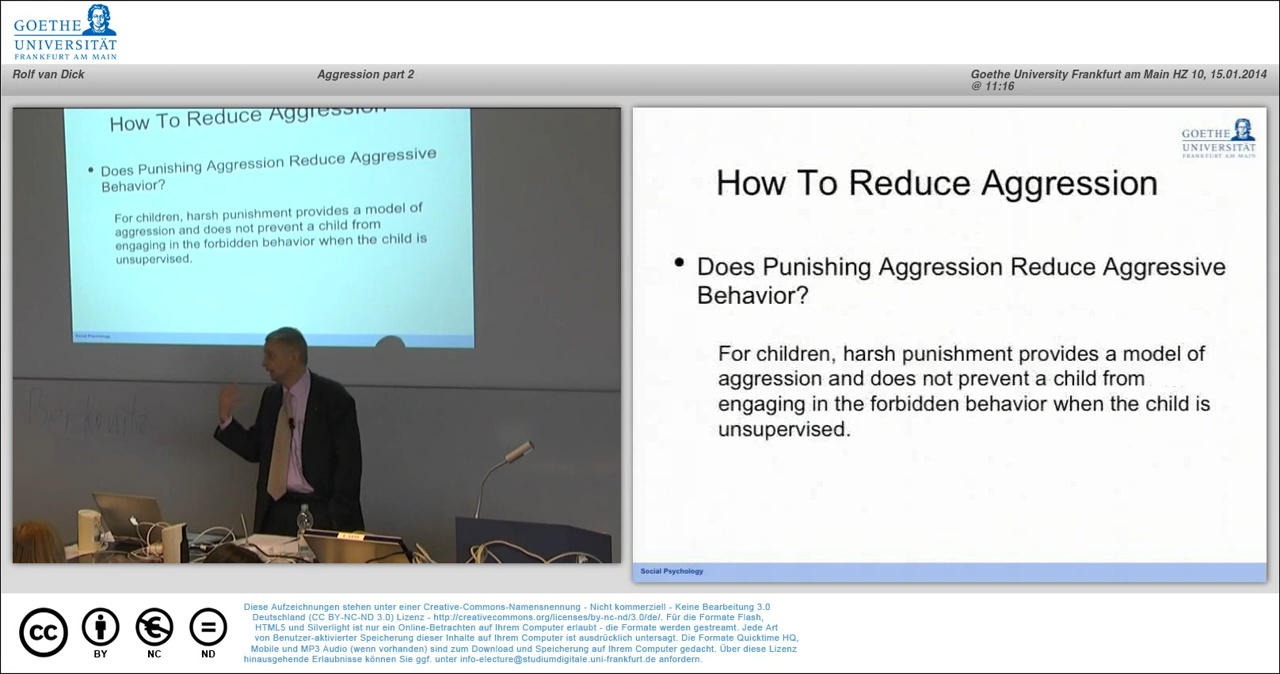 GOETHE
UNIVERSITÄT
FRANKFURT AM MAIN
Rolf van Dick
Aggression part 2
Goethe University Frankfurt am Main HZ 10, 15.01.2014
@ 11:16
How To Reduce Aggression
• Does Punishing Aggression Reduce Aggressive
Behavior?
For children, harsh punishment provides a model of
aggression and does not prevent a child from
engaging in the forbidden behavior when the child is
unsupervised.
Social Psychology
Berkowitz
GOETHE
UNIVERSITÄT
FRANKFURT AM MAIN
How To Reduce Aggression
• Does Punishing Aggression Reduce Aggressive
Behavior?
For children, harsh punishment provides a model of
aggression and does not prevent a child from
engaging in the forbidden behavior when the child is
unsupervised.
Social Psychology
cc
BY
NC
ND
Diese Aufzeichnungen stehen unter einer Creative-Commons-Namensnennung - Nicht kommerziell - Keine Bearbeitung 3.0
Deutschland (CC BY-NC-ND 3.0) Lizenz - http://creativecommons.org/licenses/by-nc-nd/3.0/de/. Für die Formate Flash,
HTML5 und Silverlight ist nur ein Online-Betrachten auf Ihrem Computer erlaubt - die Formate werden gestreamt. Jede Art
von Benutzer-aktivierter Speicherung dieser Inhalte auf Ihrem Computer ist ausdrücklich untersagt. Die Formate Quicktime HQ,
Mobile und MP3 Audio (wenn vorhanden) sind zum Download und Speicherung auf Ihrem Computer gedacht. Über diese Lizenz
hinausgehende Erlaubnisse können Sie ggf. unter info-electure@studiumdigitale.uni-frankfurt.de anfordern.